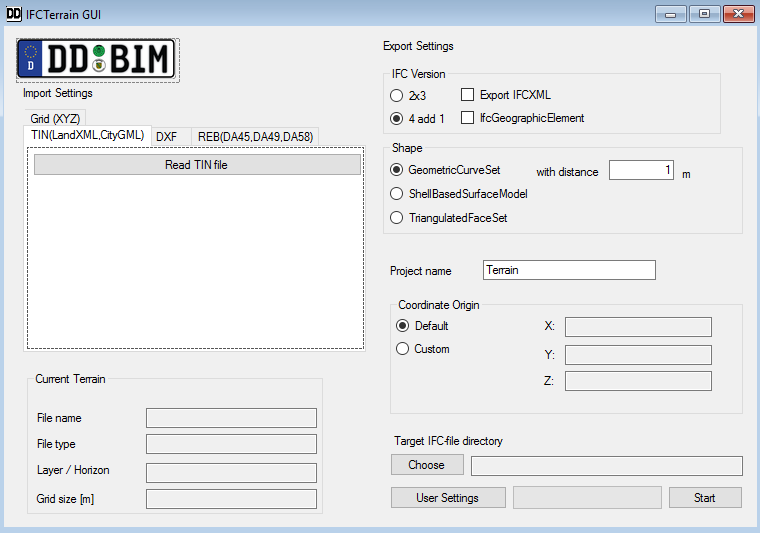 DD IFCTerrain GUI
D DD BIM
Import Settings
Grid (XYZ)
TIN(LandXML,CityGML) DXF REB(DA45,DA49,DA58)
Read TIN file
Current Terrain
File name
File type
Layer / Horizon
Grid size [m]
Export Settings
IFC Version
2x3 Export IFCXML
4 add 1 IfcGeographicElement
Shape
GeometricCurveSet with distance 1 m
ShellBasedSurfaceModel
TriangulatedFaceSet
Project name Terrain
Coordinate Origin
Default X:
Custom Y:
Z:
Target IFC-file directory
Choose
User Settings Start